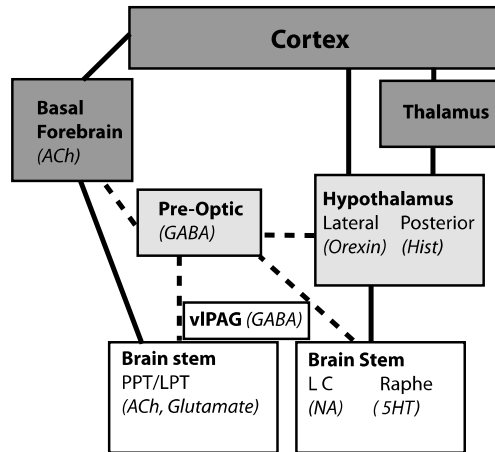 Cortex
Basal
Forebrain
(ACh)
Thalamus
Pre-Optic
(GABA)
Hypothalamus
Lateral Posterior
(Orexin) (Hist)
vlPAG (GABA)
Brain stem
PPT/LPT
(ACh, Glutamate)
Brain Stem
L C Raphe
(NA) ( 5HT)